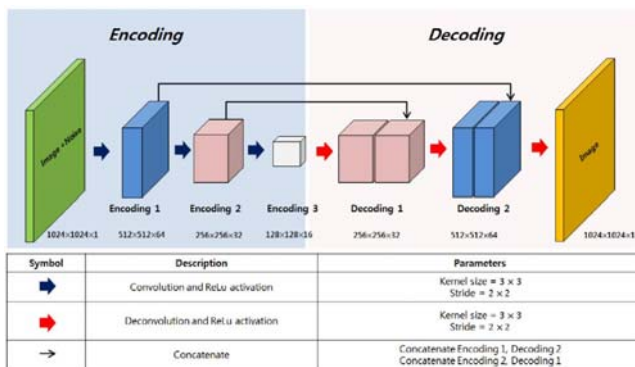 Encoding
Decoding
Image +Noise
Image
Encoding 1
Encoding 2
Encoding 3
Decoding 1
Decoding 2
1024×1024×1
512×512×64
256×256×32
128×128×16
256×256×32
512×512×64
1024×1024×1
Symbol Description Parameters
Convolution and ReLu activation
Kernel size = 3 × 3
Stride = 2 × 2
Deconvolution and ReLu activation
Kernel size = 3 × 3
Stride = 2 × 2
Concatenate
Concatenate Encoding 1, Decoding 2
Concatenate Encoding 2, Decoding 1